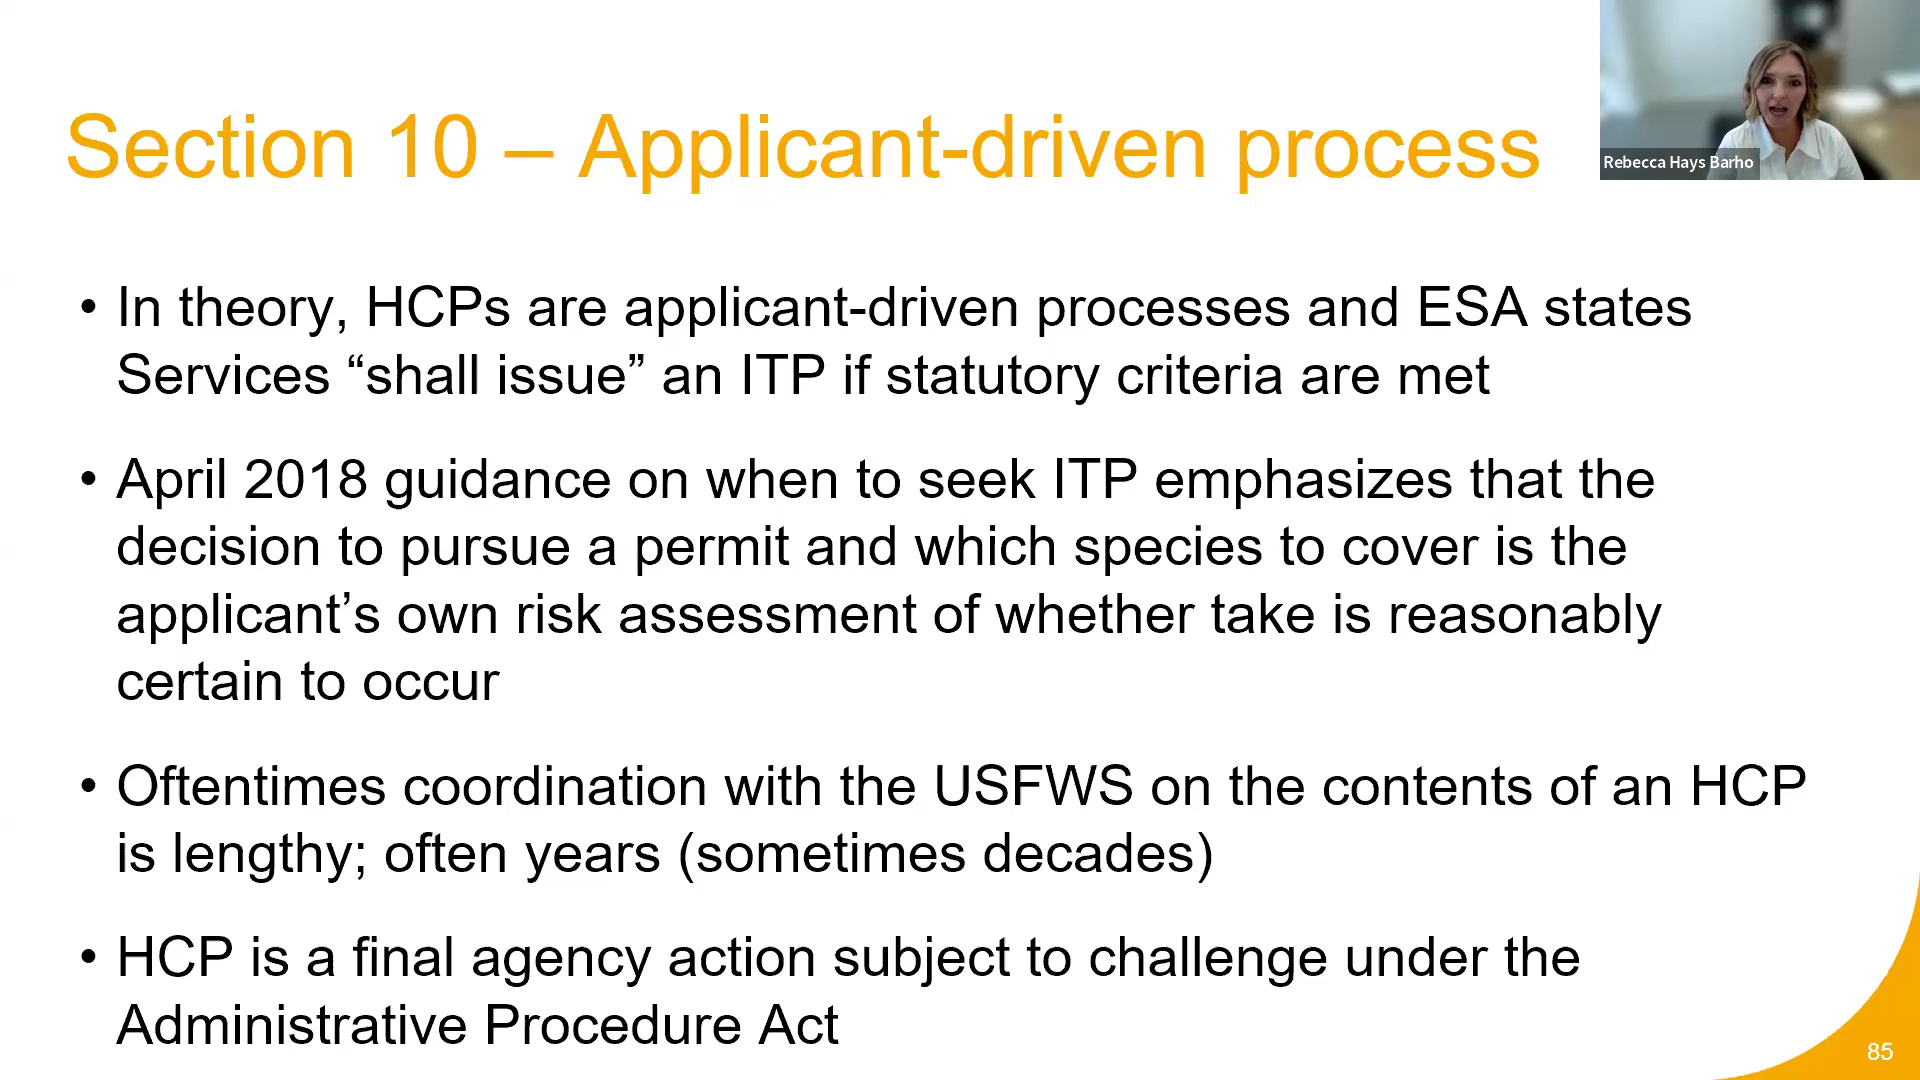 Section 10 – Applicant-driven process
Rebecca Hays Barho
• In theory, HCPs are applicant-driven processes and ESA states
Services “shall issue” an ITP if statutory criteria are met
• April 2018 guidance on when to seek ITP emphasizes that the
decision to pursue a permit and which species to cover is the
applicant’s own risk assessment of whether take is reasonably
certain to occur
• Oftentimes coordination with the USFWS on the contents of an HCP
is lengthy; often years (sometimes decades)
• HCP is a final agency action subject to challenge under the
Administrative Procedure Act
85